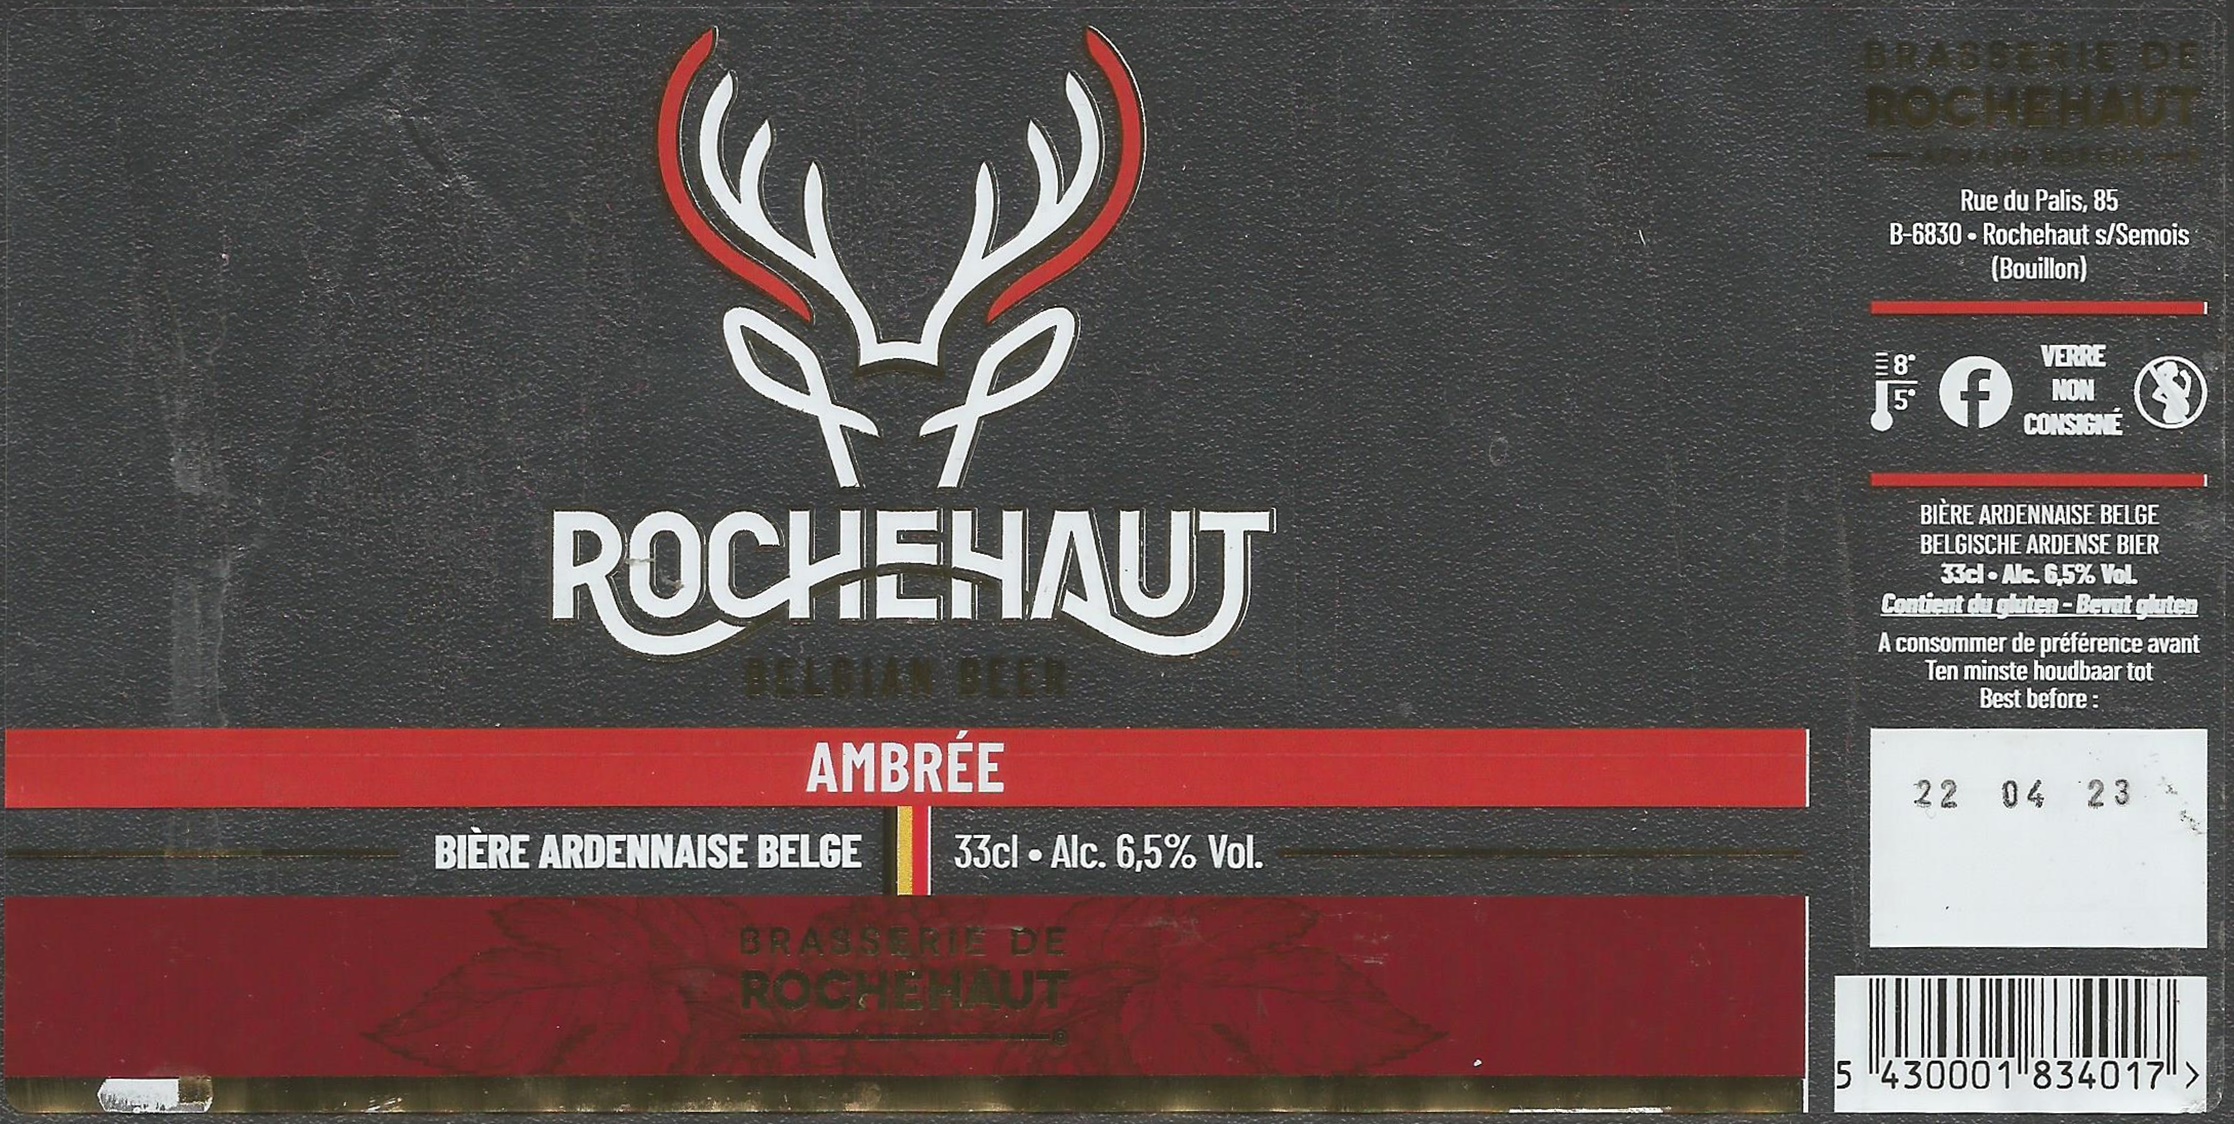 ROCHEHAUT
BELGIAN BEER
AMBRÉE
BIÈRE ARDENNAISE BELGE
33cl • Alc. 6,5% Vol.
BRASSERIE DE
ROCHEHAUT
BRASSERIE DE
ROCHEHAUT
Rue du Palis, 85
B-6830 • Rochehaut s/Semois
(Bouillon)
8°
5°
VERRE
NON
CONSIGNÉ
BIÈRE ARDENNAISE BELGE
BELGISCHE ARDENSE BIER
33cl • Alc. 6,5% Vol.
Contient du gluten - Bevat gluten
A consommer de préférence avant
Ten minste houdbaar tot
Best before :
22 04 23
5 430001 834017 >